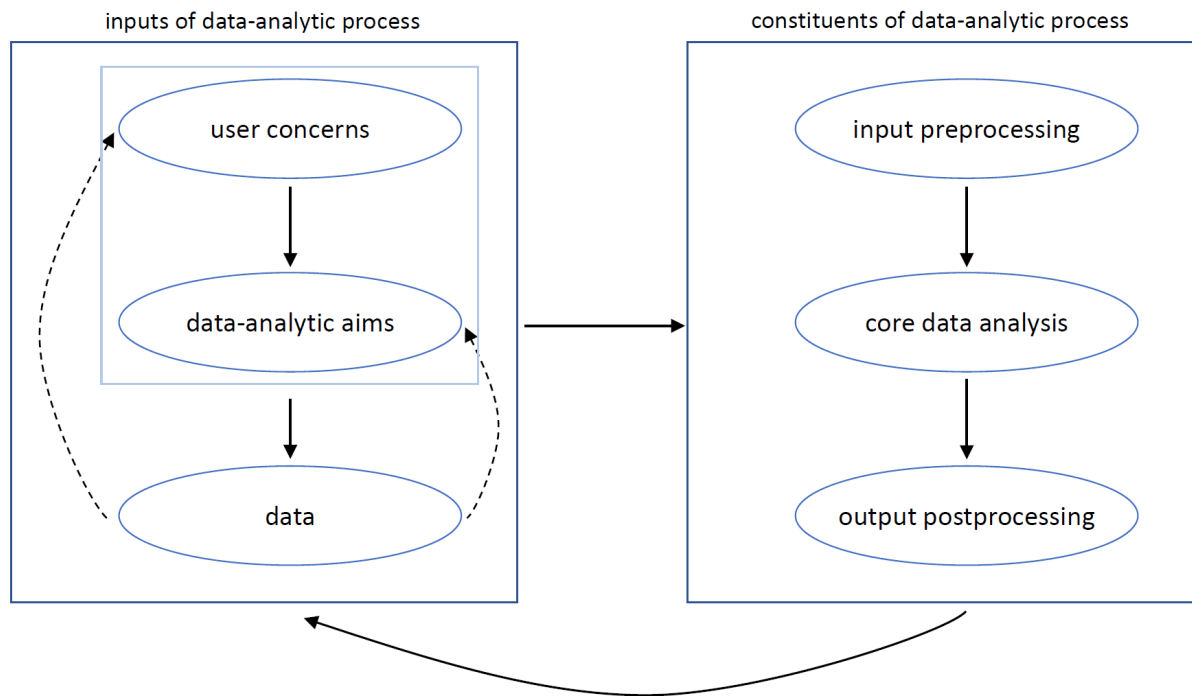 inputs of data-analytic process
user concerns
data-analytic aims
data
constituents of data-analytic process
input preprocessing
core data analysis
output postprocessing